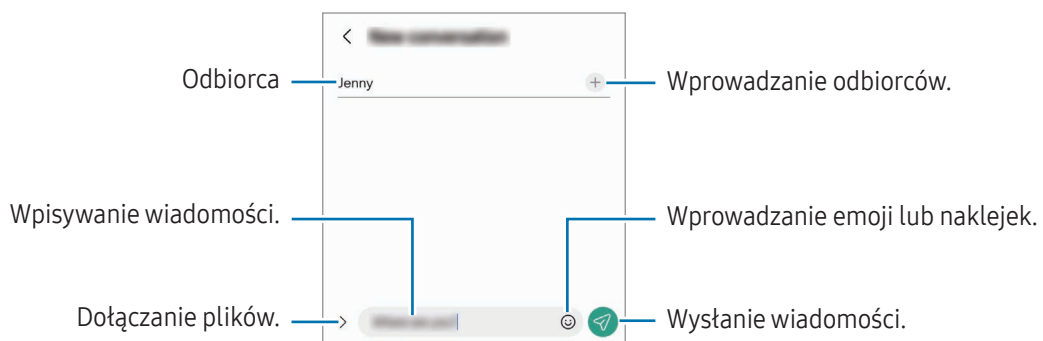 Odbiorca
Jenny
Wprowadzanie odbiorców.
Wpisywanie wiadomości.
Wprowadzanie emoji lub naklejek.
Dołączanie plików.
Wysłanie wiadomości.